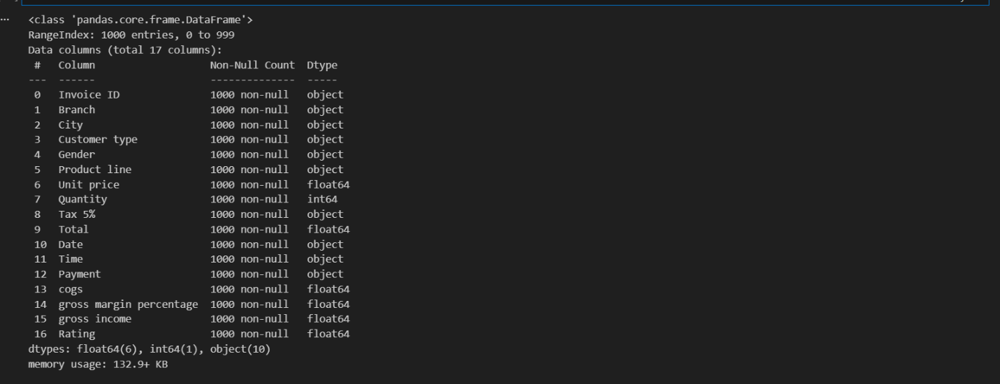 <class 'pandas.core.frame.DataFrame'>
RangeIndex: 1000 entries, 0 to 999
Data columns (total 17 columns):
 #   Column                   Non-Null Count  Dtype
---  ------                   --------------  -----
 0   Invoice ID               1000 non-null   object
 1   Branch                   1000 non-null   object
 2   City                     1000 non-null   object
 3   Customer type            1000 non-null   object
 4   Gender                   1000 non-null   object
 5   Product line             1000 non-null   object
 6   Unit price               1000 non-null   float64
 7   Quantity                 1000 non-null   int64
 8   Tax 5%                   1000 non-null   object
 9   Total                    1000 non-null   float64
 10  Date                     1000 non-null   object
 11  Time                     1000 non-null   object
 12  Payment                  1000 non-null   object
 13  cogs                     1000 non-null   float64
 14  gross margin percentage  1000 non-null   float64
 15  gross income             1000 non-null   float64
 16  Rating                   1000 non-null   float64
dtypes: float64(6), int64(1), object(10)
memory usage: 132.9+ KB